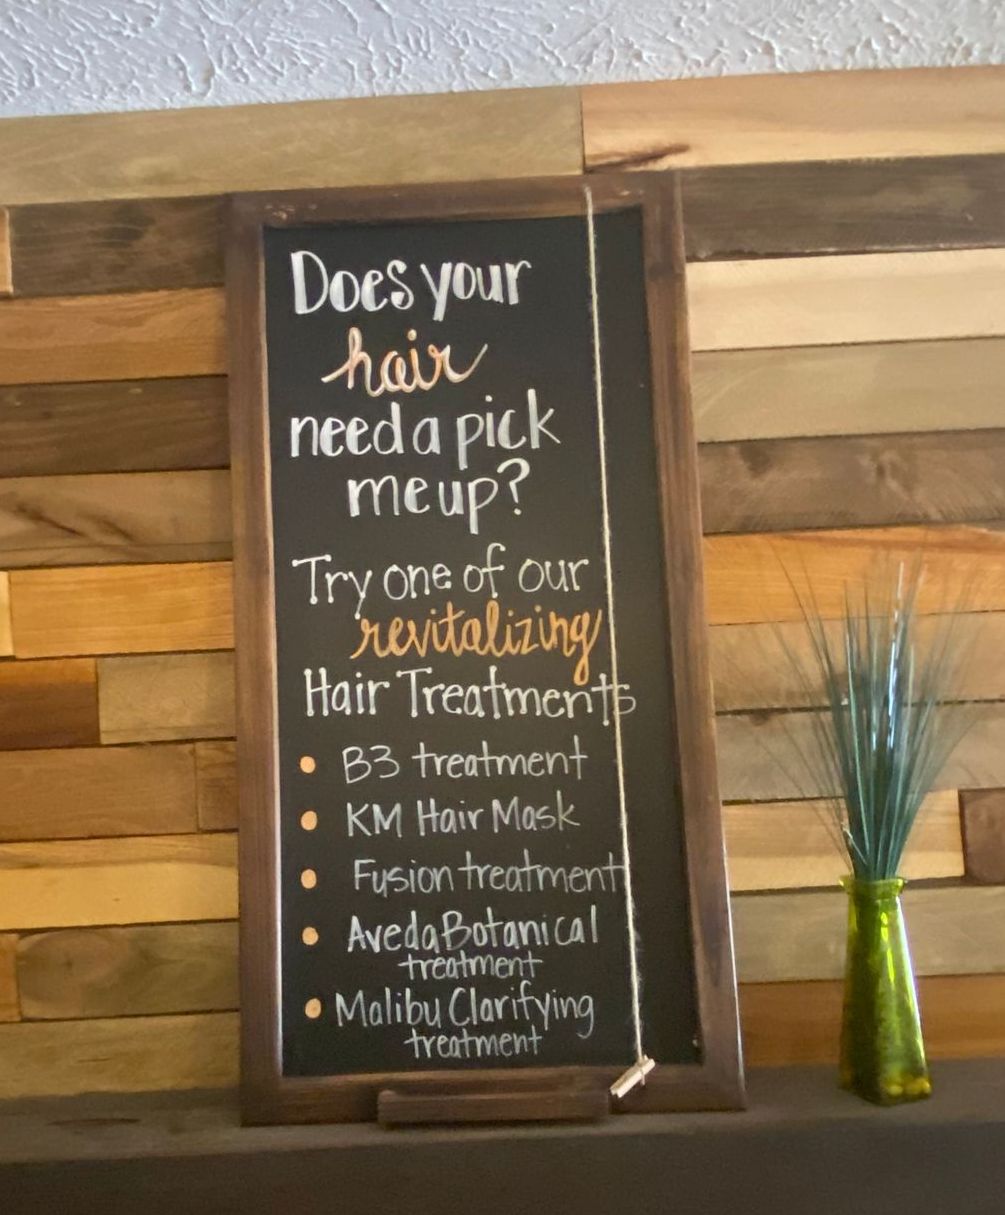 Does your
hair
need a pick
me up?
Try one of our
revitalizing
Hair Treatments
• B3 treatment
• KM Hair Mask
• Fusion treatment
• Aveda Botanical
treatment
• Malibu Clarifying
treatment